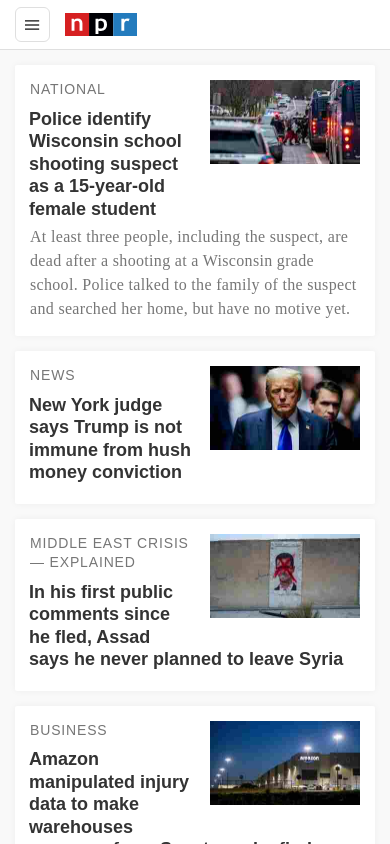 npr
NATIONAL
Police identify
Wisconsin school
shooting suspect
as a 15-year-old
female student
At least three people, including the suspect, are
dead after a shooting at a Wisconsin grade
school. Police talked to the family of the suspect
and searched her home, but have no motive yet.
NEWS
New York judge
says Trump is not
immune from hush
money conviction
MIDDLE EAST CRISIS
— EXPLAINED
In his first public
comments since
he fled, Assad
says he never planned to leave Syria
BUSINESS
amazon
Amazon
manipulated injury
data to make
warehouses